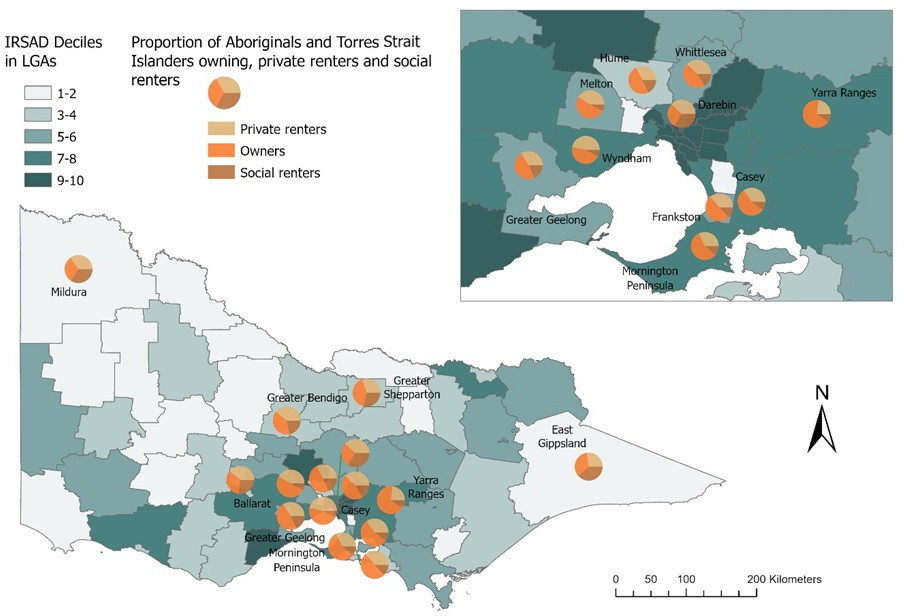 IRSAD Deciles
in LGAs
1-2
3-4
5-6
7-8
9-10
Proportion of Aboriginals and Torres Strait
Islanders owning, private renters and social
renters
Private renters
Owners
Social renters
Hume
Whittlesea
Melton
Darebin
Yarra Ranges
Wyndham
Casey
Greater Geelong
Frankston
Mornington
Peninsula
Mildura
Greater Bendigo
Greater
Shepparton
East
Gippsland
Yarra
Ranges
Ballarat
Casey
Greater Geelong
Mornington
Peninsula
N
0 50 100 200 Kilometers